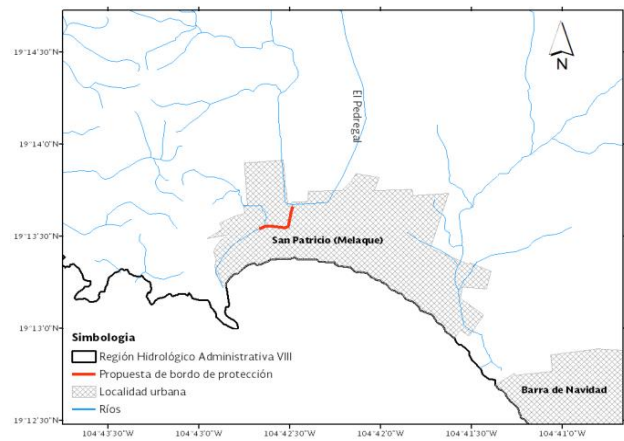 19°14'30"N
19°14'0"N
19°13'30"N
19°13'0"N
19°12'30"N
N
El Pedregal
San Patricio (Melaque)
Barra de Navidad
Simbología
Región Hidrológico Administrativa VIII
Propuesta de bordo de protección
Localidad urbana
Ríos
104°43'30"W
104°43'0"W
104°42'30"W
104°42'0"W
104°41'30"W
104°41'0"W